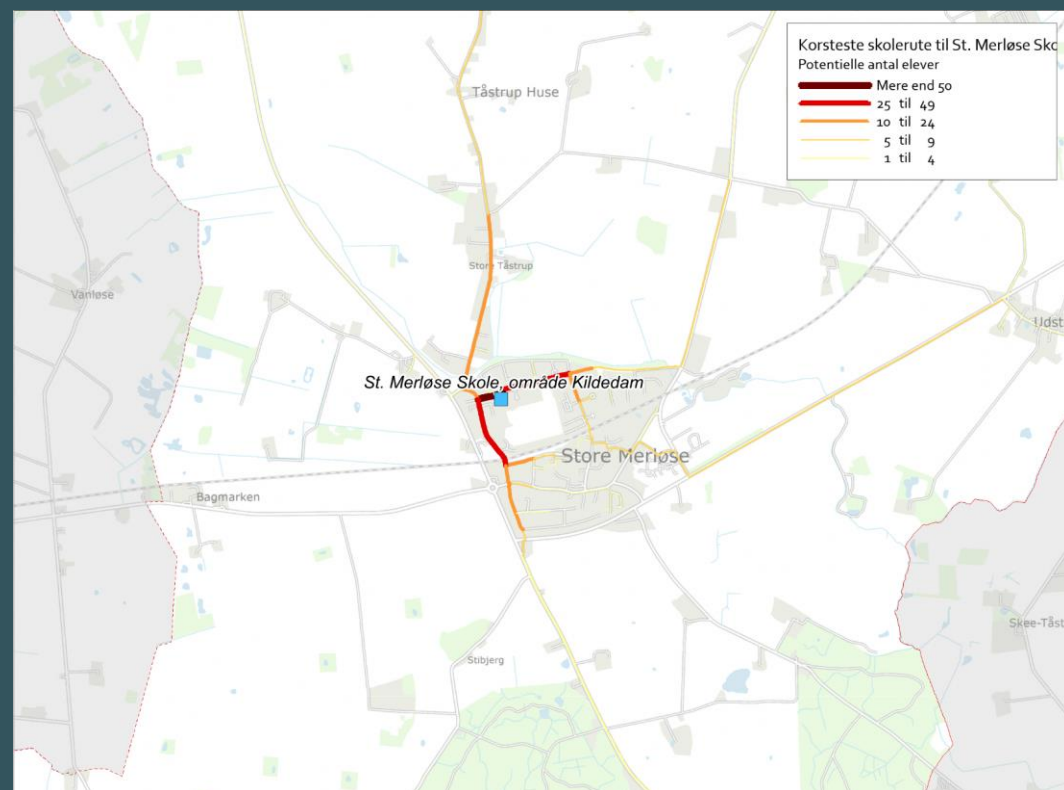 Korsteste skolerute til St. Merløse Sko
Potentielle antal elever
Mere end 50
25 til 49
10 til 24
5 til 9
1 til 4
Tåstrup Huse
Store Tåstrup
Vanløse
Udst
St. Merløse Skole, område Kildedam
Store Merløse
Bagmarken
Skee-Tåst
Stibjerg